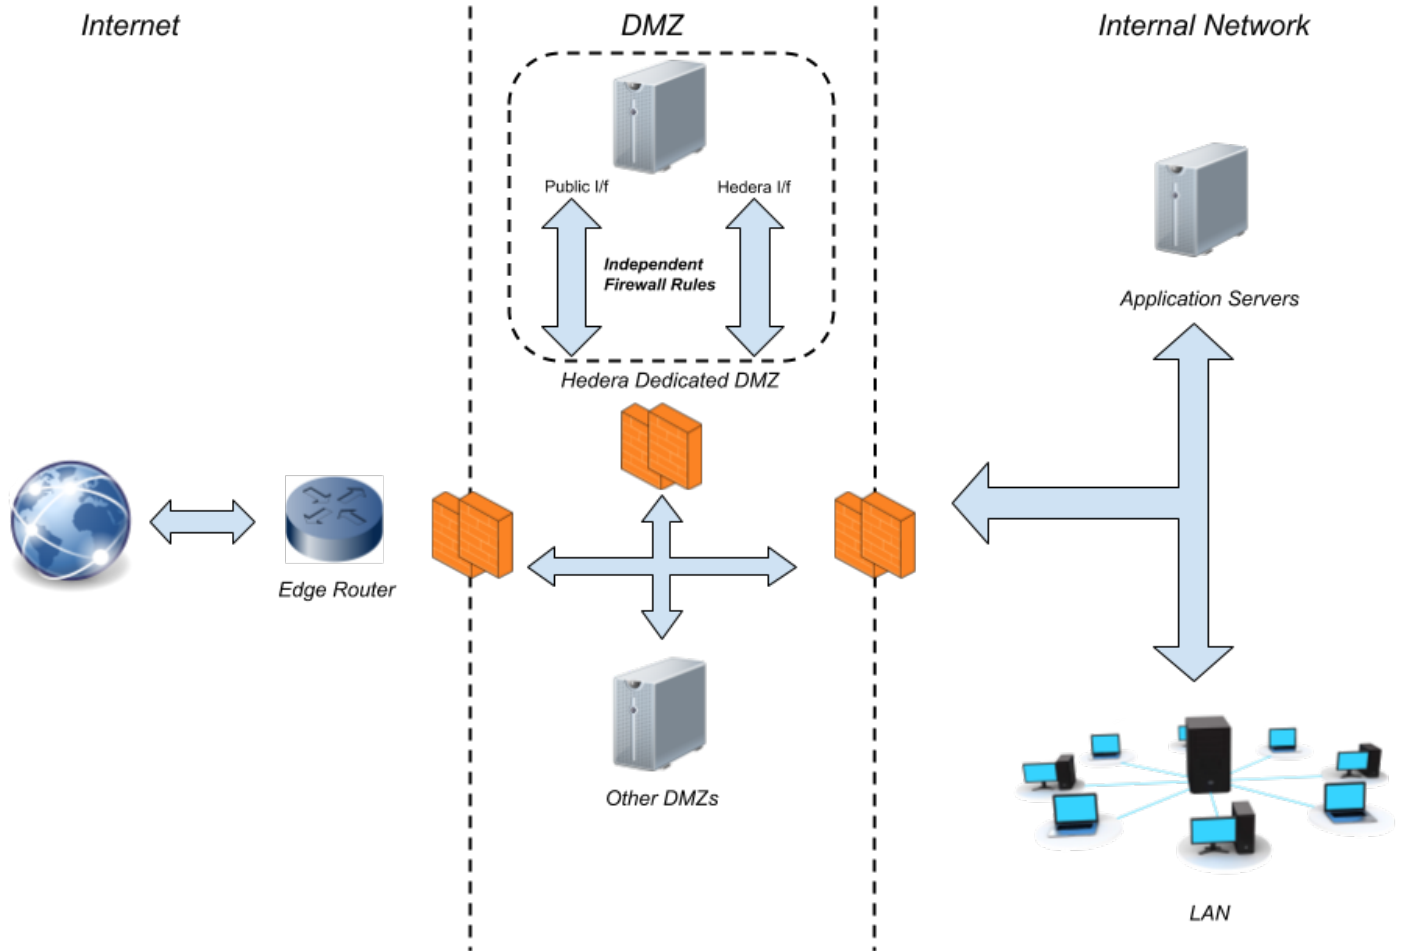 Internet
DMZ
Internal Network
Public I/f
Hedera I/f
Independent
Firewall Rules
Application Servers
Hedera Dedicated DMZ
Edge Router
Other DMZs
LAN